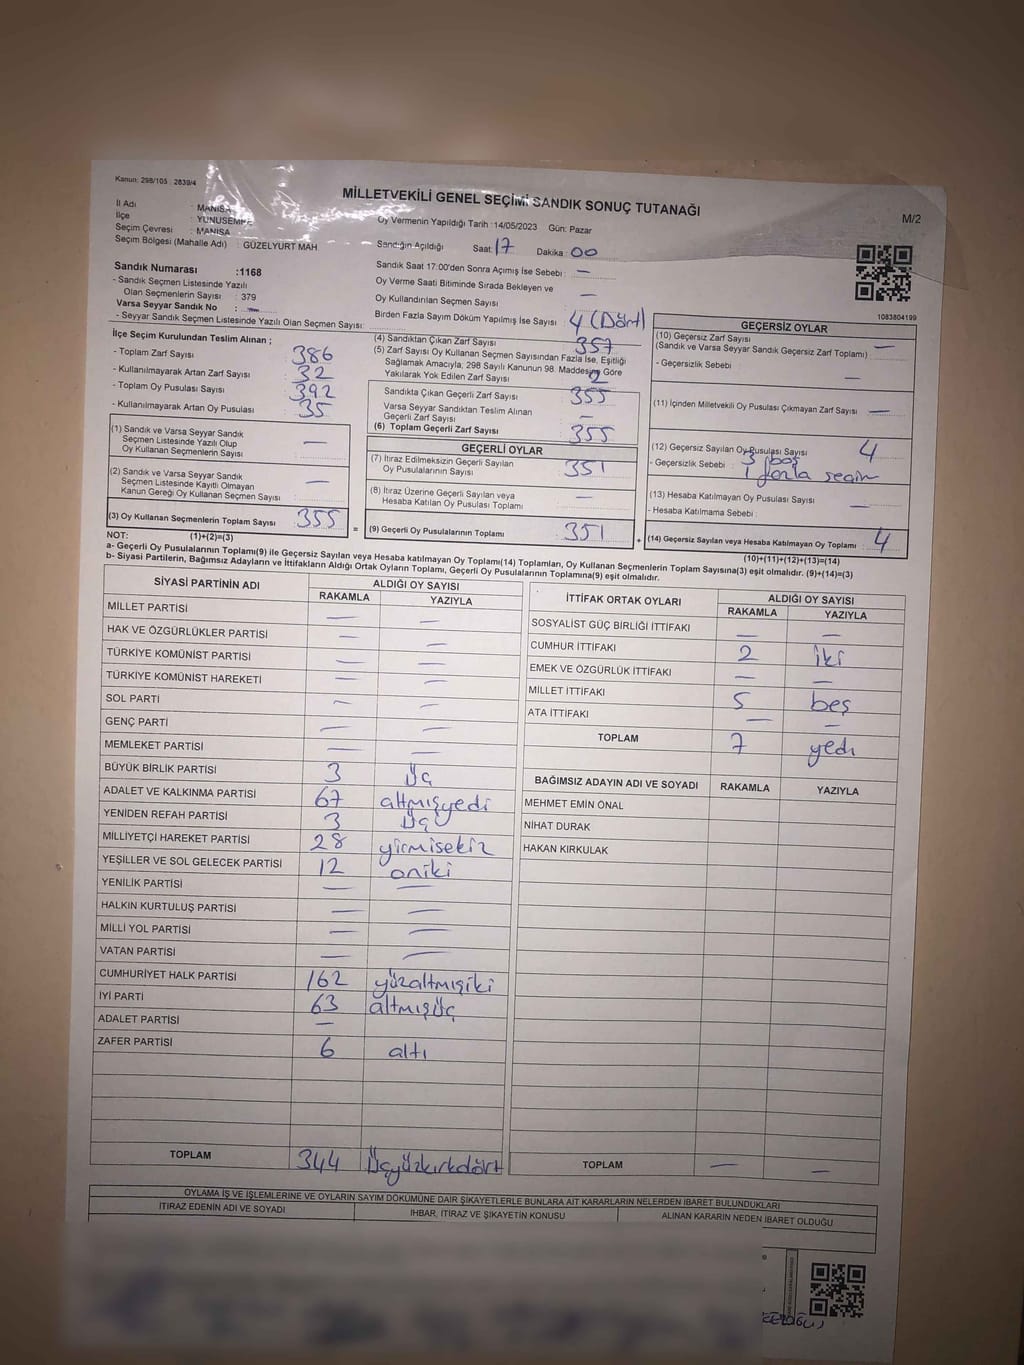 Kanun: 298/105 , 2839/4
MİLLETVEKİLİ GENEL SEÇİMİ SANDIK SONUÇ TUTANAĞI
M/2
İl Adı : MANİSA
İlçe : YUNUSEMRE
Seçim Çevresi : MANİSA
Seçim Bölgesi (Mahalle Adı) : GÜZELYURT MAH.
Oy Vermenin Yapıldığı Tarih :14/05/2023 Gün: Pazar
Sandığın Açıldığı Saat: 17 Dakika: 00
Sandık Saat 17:00'den Sonra Açımış İse Sebebi : —
Oy Verme Saati Bitiminde Sırada Bekleyen ve
Oy Kullandırılan Seçmen Sayısı —
Birden Fazla Sayım Döküm Yapılmış İse Sayısı : 4 (Dört)
1083804199
Sandık Numarası :1168
- Sandık Seçmen Listesinde Yazılı
Olan Seçmenlerin Sayısı : 379
Varsa Seyyar Sandık No : —
- Seyyar Sandık Seçmen Listesinde Yazılı Olan Seçmen Sayısı:
İlçe Seçim Kurulundan Teslim Alınan ;
- Toplam Zarf Sayısı : 386
- Kullanılmayarak Artan Zarf Sayısı : 32
- Toplam Oy Pusulası Sayısı : 392
- Kullanılmayarak Artan Oy Pusulası : 35
(1) Sandık ve Varsa Seyyar Sandık
Seçmen Listesinde Yazılı Olup
Oy Kullanan Seçmenlerin Sayısı : —
(2) Sandık ve Varsa Seyyar Sandık
Seçmen Listesinde Kayıtlı Olmayan
Kanun Gereği Oy Kullanan Seçmen Sayısı : —
(3) Oy Kullanan Seçmenlerin Toplam Sayısı : 355
(4) Sandıktan Çıkan Zarf Sayısı : 357
(5) Zarf Sayısı Oy Kullanan Seçmen Sayısından Fazla İse, Eşitliği
Sağlamak Amacıyla, 298 Sayılı Kanunun 98. Maddesine Göre
Yakılarak Yok Edilen Zarf Sayısı : 2
Sandıkta Çıkan Geçerli Zarf Sayısı : 355
Varsa Seyyar Sandıktan Teslim Alınan
Geçerli Zarf Sayısı : —
(6) Toplam Geçerli Zarf Sayısı : 355
GEÇERLİ OYLAR
(7) İtiraz Edilmeksizin Geçerli Sayılan
Oy Pusulalarının Sayısı : 351
(8) İtiraz Üzerine Geçerli Sayılan veya
Hesaba Katılan Oy Pusulası Toplamı : —
= (9) Geçerli Oy Pusulalarının Toplamı : 351
GEÇERSİZ OYLAR
(10) Geçersiz Zarf Sayısı
(Sandık ve Varsa Seyyar Sandık Geçersiz Zarf Toplamı) : —
- Geçersizlik Sebebi : —
(11) İçinden Milletvekili Oy Pusulası Çıkmayan Zarf Sayısı : —
(12) Geçersiz Sayılan Oy Pusulası Sayısı 4
- Geçersizlik Sebebi : 3 boş
1 fazla seçim
(13) Hesaba Katılmayan Oy Pusulası Sayısı : —
- Hesaba Katılmama Sebebi :
+ (14) Geçersiz Sayılan veya Hesaba Katılmayan Oy Toplamı : 4
NOT: (1)+(2)=(3)
(10)+(11)+(12)+(13)=(14)
a- Geçerli Oy Pusulalarının Toplamı(9) ile Geçersiz Sayılan veya Hesaba katılmayan Oy Toplamı(14) Toplamları, Oy Kullanan Seçmenlerin Toplam Sayısına(3) eşit olmalıdır. (9)+(14)=(3)
b- Siyasi Partilerin, Bağımsız Adayların ve İttifakların Aldığı Ortak Oyların Toplamı, Geçerli Oy Pusulalarının Toplamına(9) eşit olmalıdır.
SİYASİ PARTİNİN ADI ALDIĞI OY SAYISI
RAKAMLA YAZIYLA
MİLLET PARTİSİ — —
HAK VE ÖZGÜRLÜKLER PARTİSİ — —
TÜRKİYE KOMÜNİST PARTİSİ — —
TÜRKİYE KOMÜNİST HAREKETİ — —
SOL PARTİ — —
GENÇ PARTİ — —
MEMLEKET PARTİSİ — —
BÜYÜK BİRLİK PARTİSİ 3 üç
ADALET VE KALKINMA PARTİSİ 67 altmışyedi
YENİDEN REFAH PARTİSİ 3 üç
MİLLİYETÇİ HAREKET PARTİSİ 28 yirmisekiz
YEŞİLLER VE SOL GELECEK PARTİSİ 12 oniki
YENİLİK PARTİSİ — —
HALKIN KURTULUŞ PARTİSİ — —
MİLLİ YOL PARTİSİ — —
VATAN PARTİSİ — —
CUMHURİYET HALK PARTİSİ 162 yüzaltmışiki
İYİ PARTİ 63 altmışüç
ADALET PARTİSİ —
ZAFER PARTİSİ 6 altı
TOPLAM 344 üçyüzkırkdört
İTTİFAK ORTAK OYLARI ALDIĞI OY SAYISI
RAKAMLA YAZIYLA
SOSYALİST GÜÇ BİRLİĞİ İTTİFAKI — —
CUMHUR İTTİFAKI 2 iki
EMEK VE ÖZGÜRLÜK İTTİFAKI — —
MİLLET İTTİFAKI 5 beş
ATA İTTİFAKI — —
TOPLAM 7 yedi
BAĞIMSIZ ADAYIN ADI VE SOYADI RAKAMLA YAZIYLA
MEHMET EMİN ÖNAL
NİHAT DURAK
HAKAN KIRKULAK
TOPLAM — —
OYLAMA İŞ VE İŞLEMLERİNE VE OYLARIN SAYIM DÖKÜMÜNE DAİR ŞİKAYETLERLE BUNLARA AİT KARARLARIN NELERDEN İBARET BULUNDUKLARI
İTİRAZ EDENİN ADI VE SOYADI İHBAR, İTİRAZ VE ŞİKAYETİN KONUSU ALINAN KARARIN NEDEN İBARET OLDUĞU